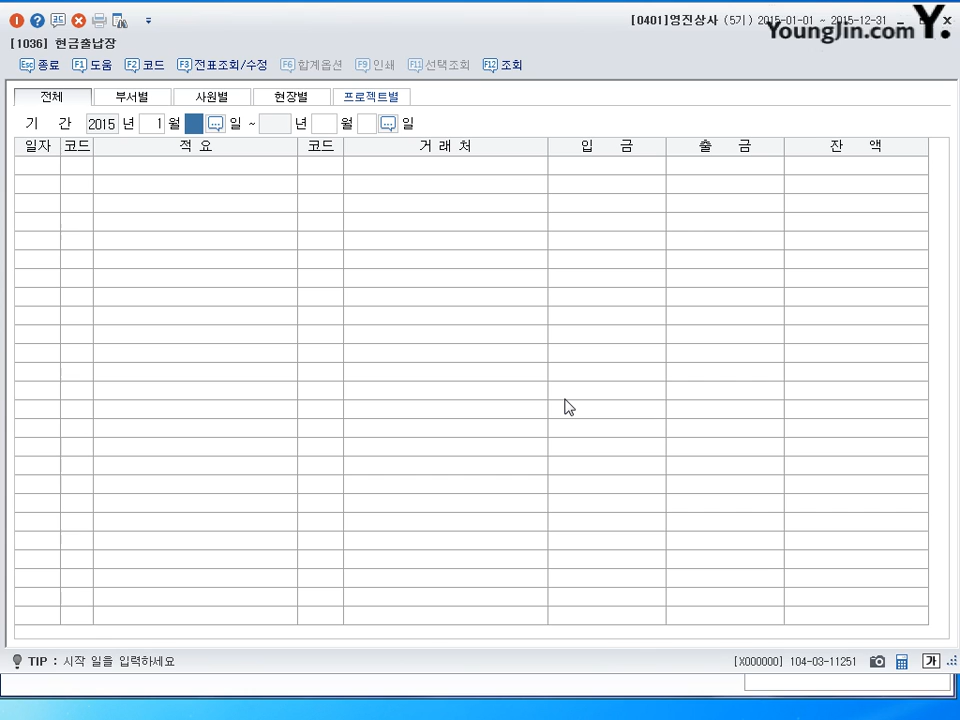 [0401]영진상사 (5기) 2015-01-01 ~ 2015-12-31
YoungJin.com Y.
[1036] 현금출납장
Esc 종료 F1 도움 F2 코드 F3 전표조회/수정 F6 합계옵션 F9 인쇄 F11 선택조회 F12 조회
전체 부서별 사원별 현장별 프로젝트별
기 간 2015 년 1 월 일 ~ 년 월 일
일자 코드 적 요 코드 거 래 처 입 금 출 금 잔 액
TIP : 시작 일을 입력하세요
[X000000] 104-03-11251 가